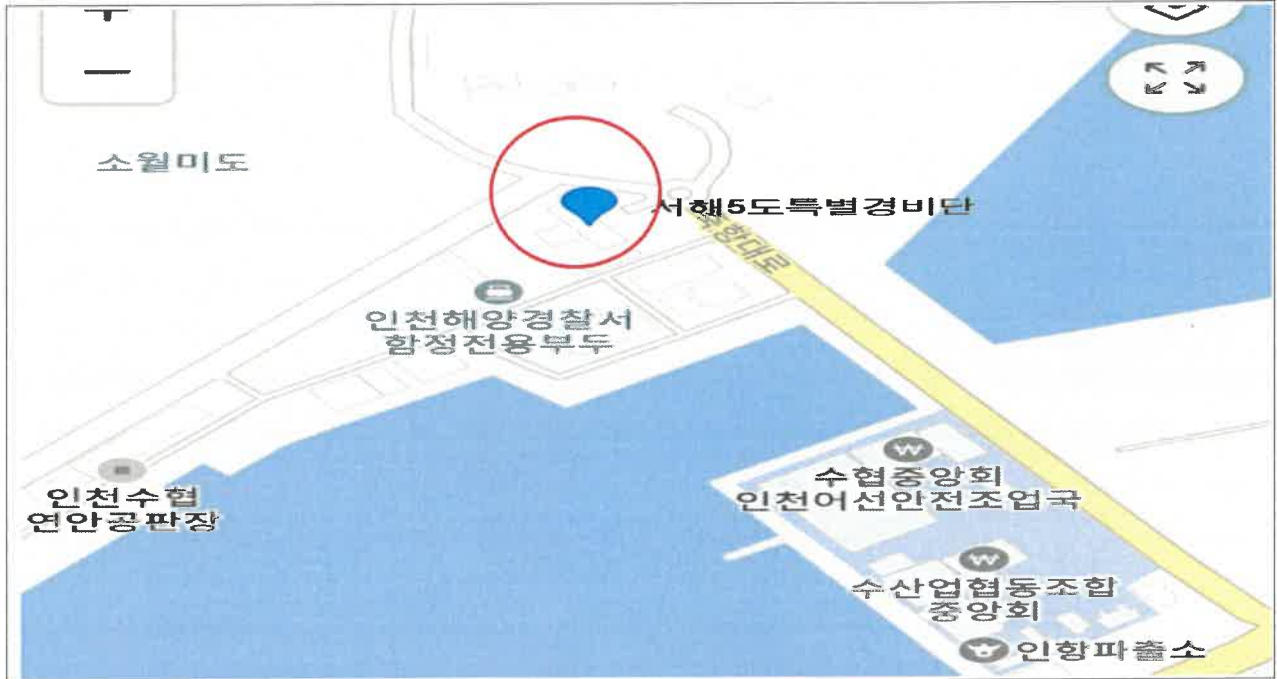 소월미도
서해5도특별경비단
축항대로
인천해양경찰서
함정전용부두
인천수협
연안공판장
수협중앙회
인천어선안전조업국
수산업협동조합
중앙회
인항파출소